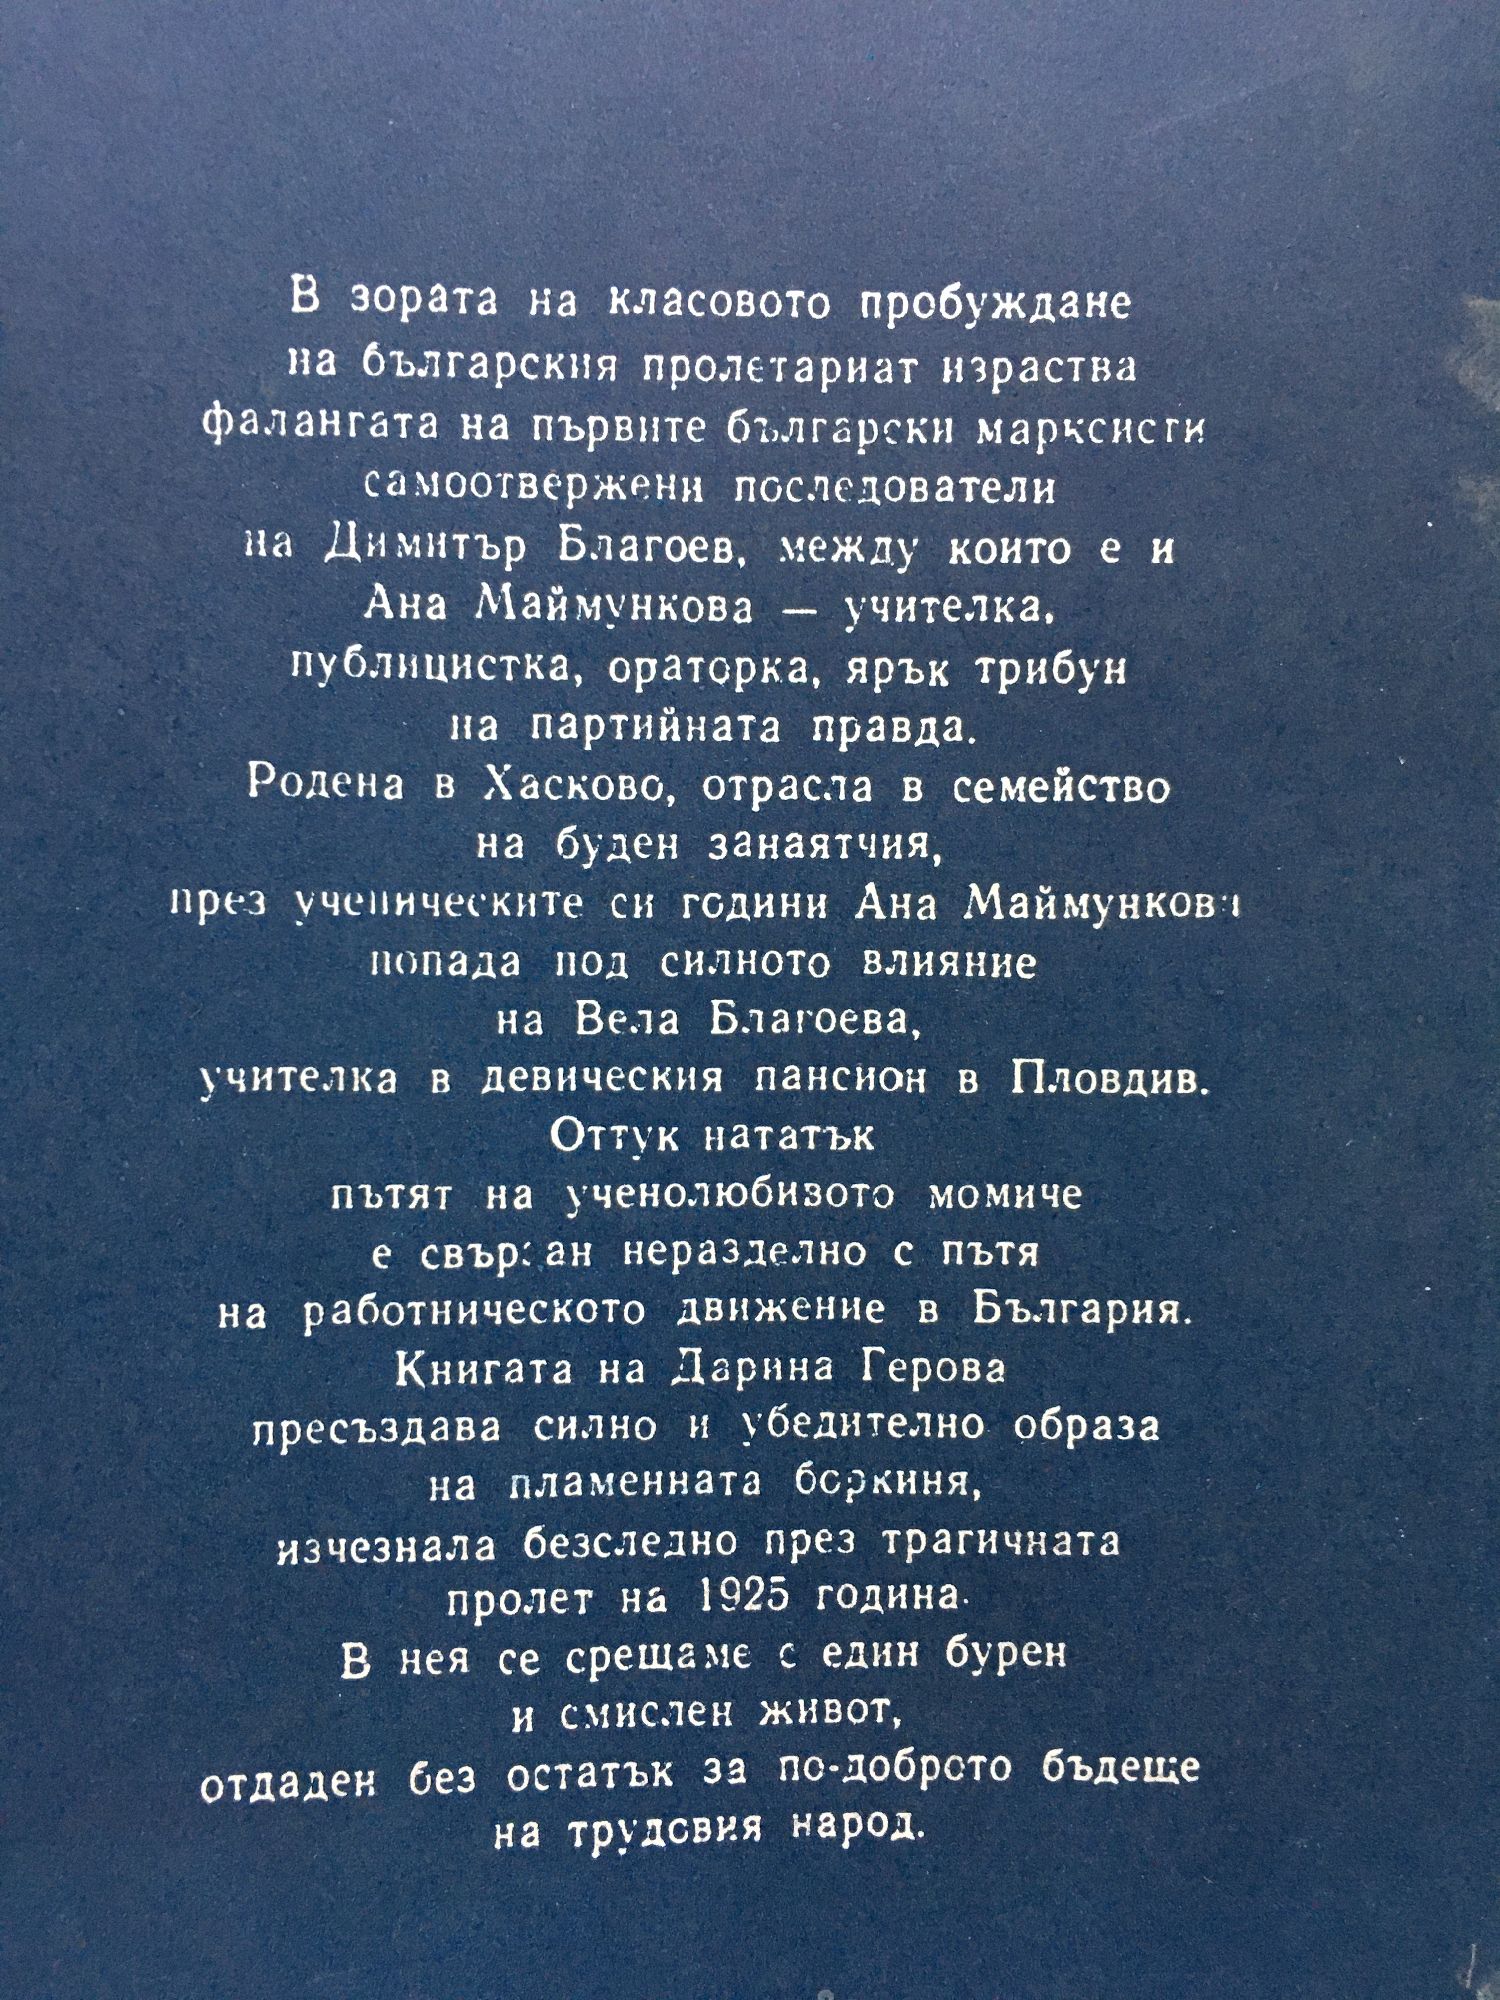 В зората на класовото пробуждане
на българския пролетариат израства
фалангата на първите български марксисти
самоотвержени последователи
на Димитър Благоев, между които е и
Ана Маймункова — учителка,
публицистка, ораторка, ярък трибун
на партийната правда.
Родена в Хасково, отрасла в семейство
на буден занаятчия,
през ученическите си години Ана Маймункова
попада под силното влияние
на Вела Благоева,
учителка в девическия пансион в Пловдив.
Оттук нататък
пътят на ученолюбивото момиче
е свързан неразделно с пътя
на работническото движение в България.
Книгата на Дарина Герова
пресъздава силно и убедително образа
на пламенната боркиня,
изчезнала безследно през трагичната
пролет на 1925 година.
В нея се срещаме с един бурен
и смислен живот,
отдаден без остатък за по-доброто бъдеще
на трудовия народ.